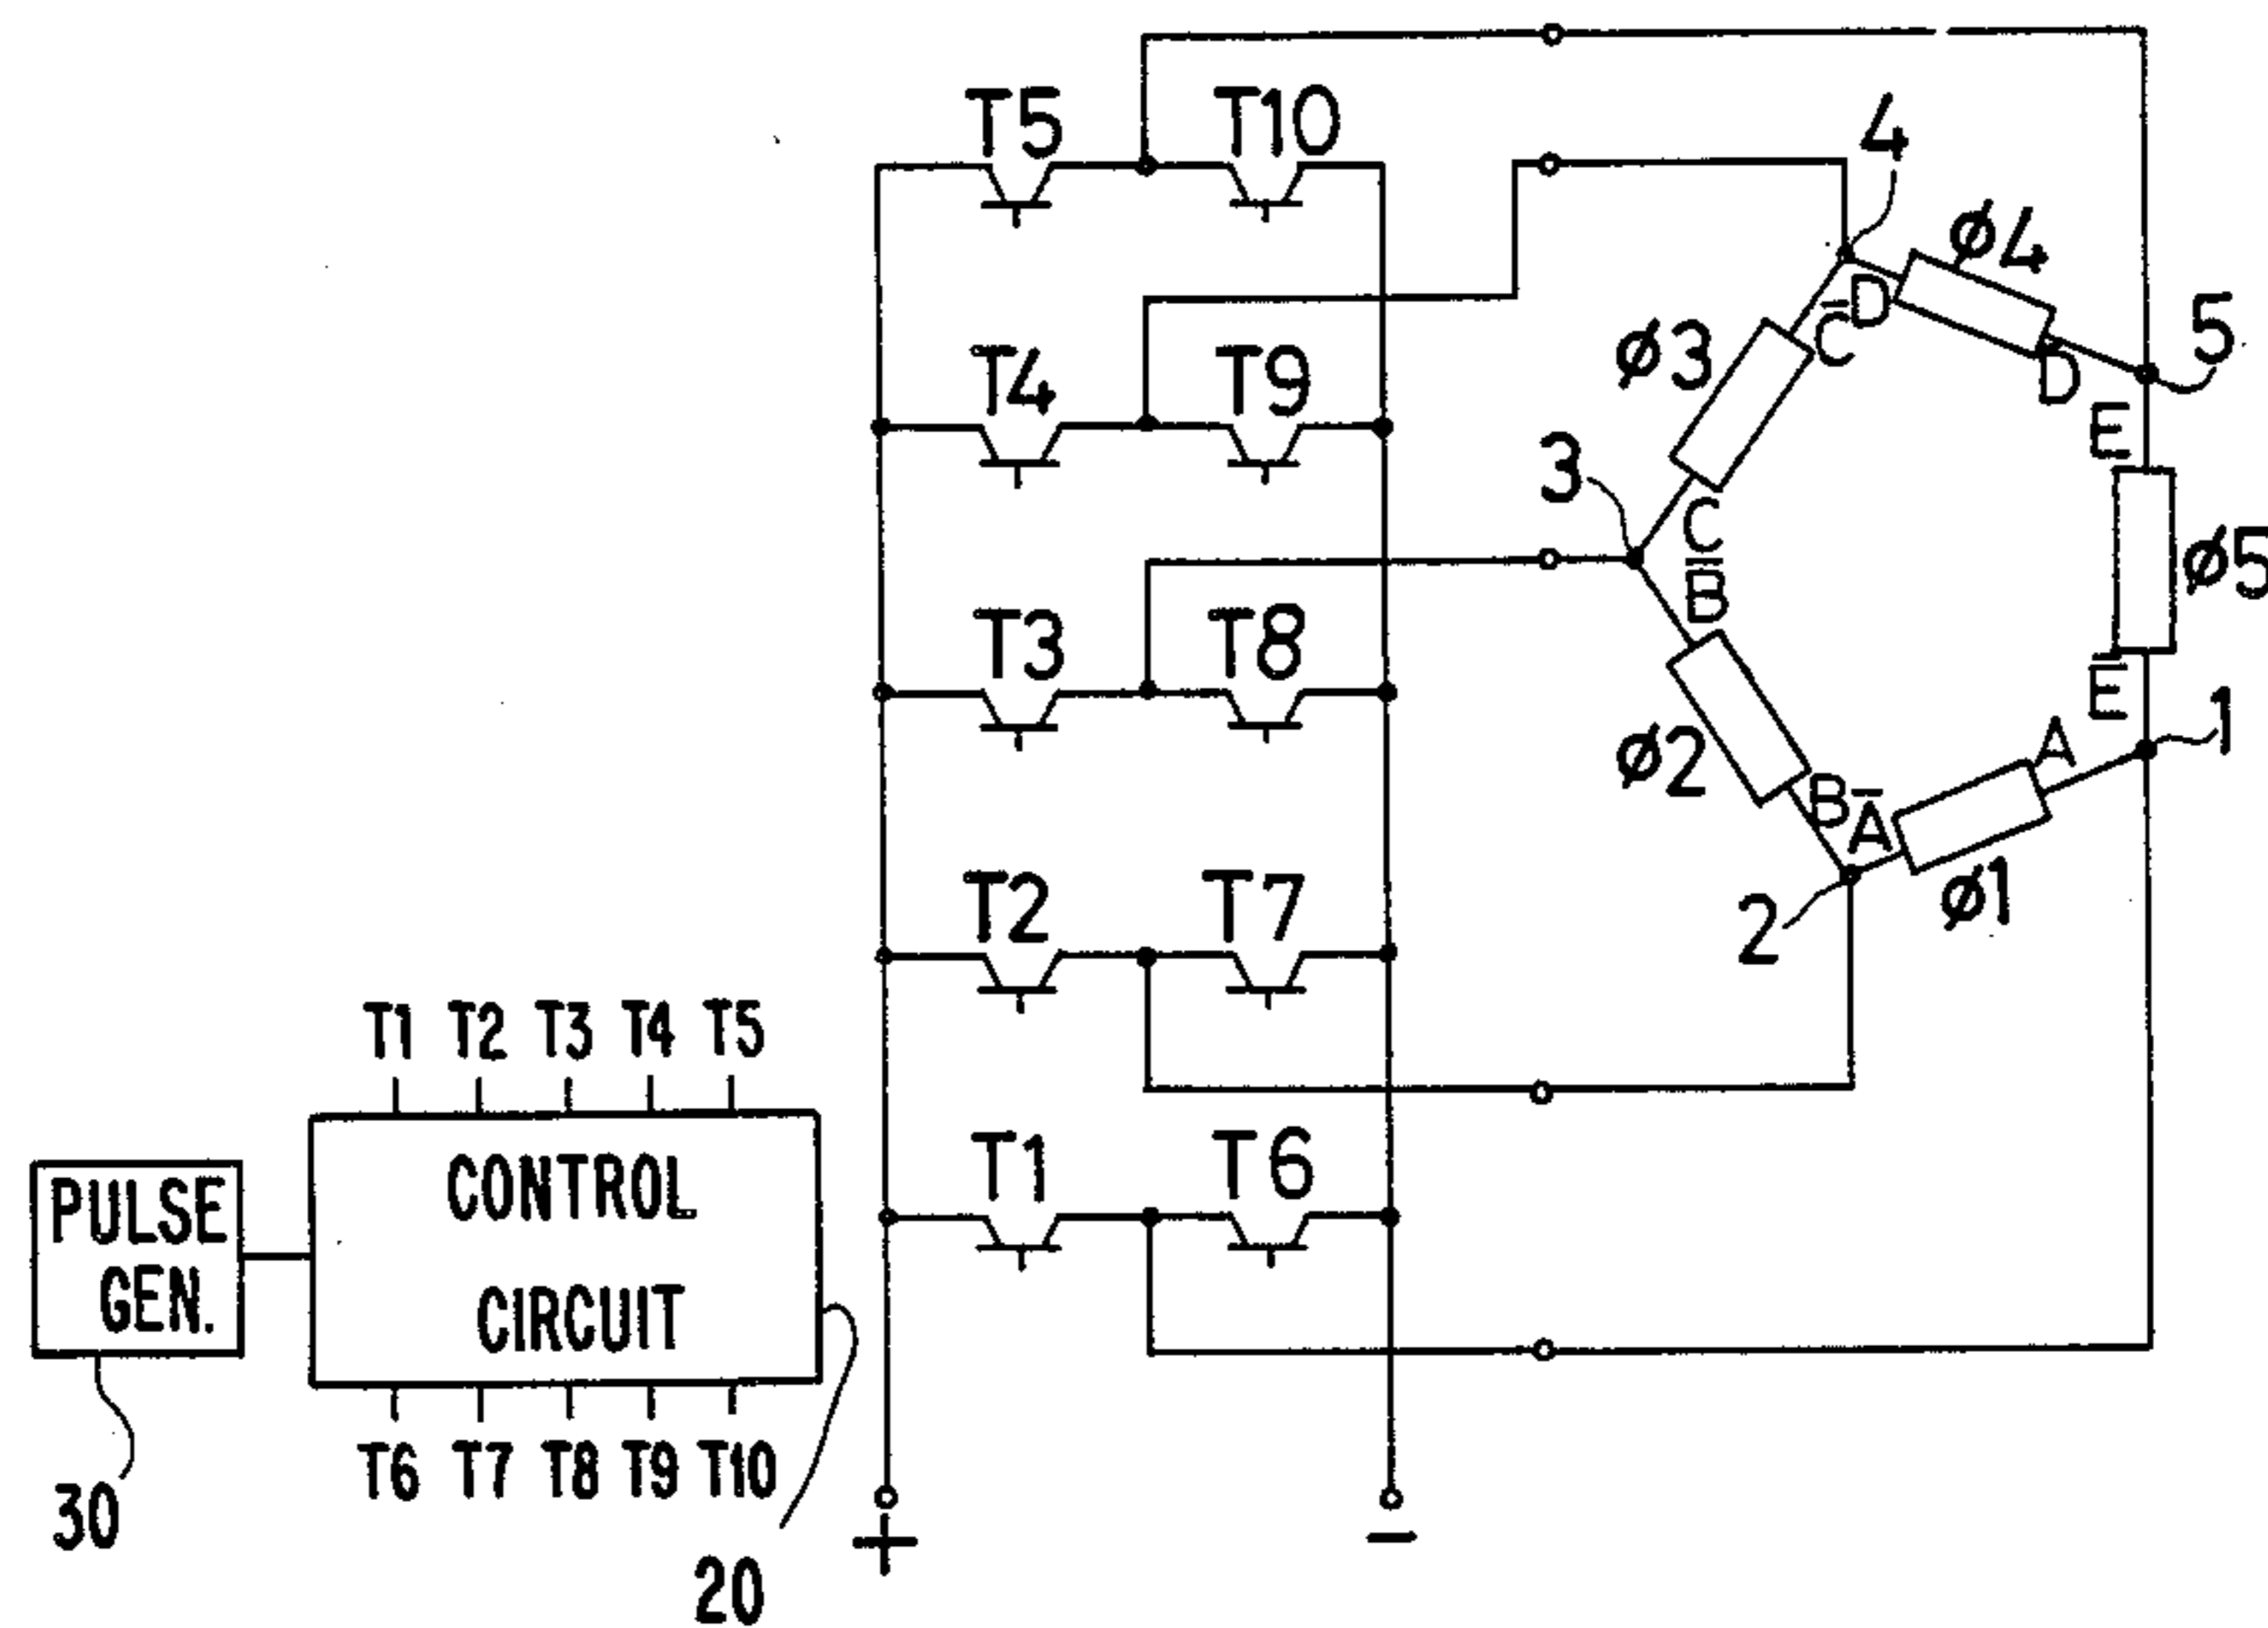 T5 T10
4
ø4
D̄
C̄
ø3
5
D
T4 T9
E
3
C
B̄
ø5
T3 T8
Ē
1
A
ø2
B
Ā
T2 T7
ø1
2
T1 T2 T3 T4 T5
T1 T6
PULSE
GEN.
CONTROL
CIRCUIT
T6 T7 T8 T9 T10
30
+ −
20